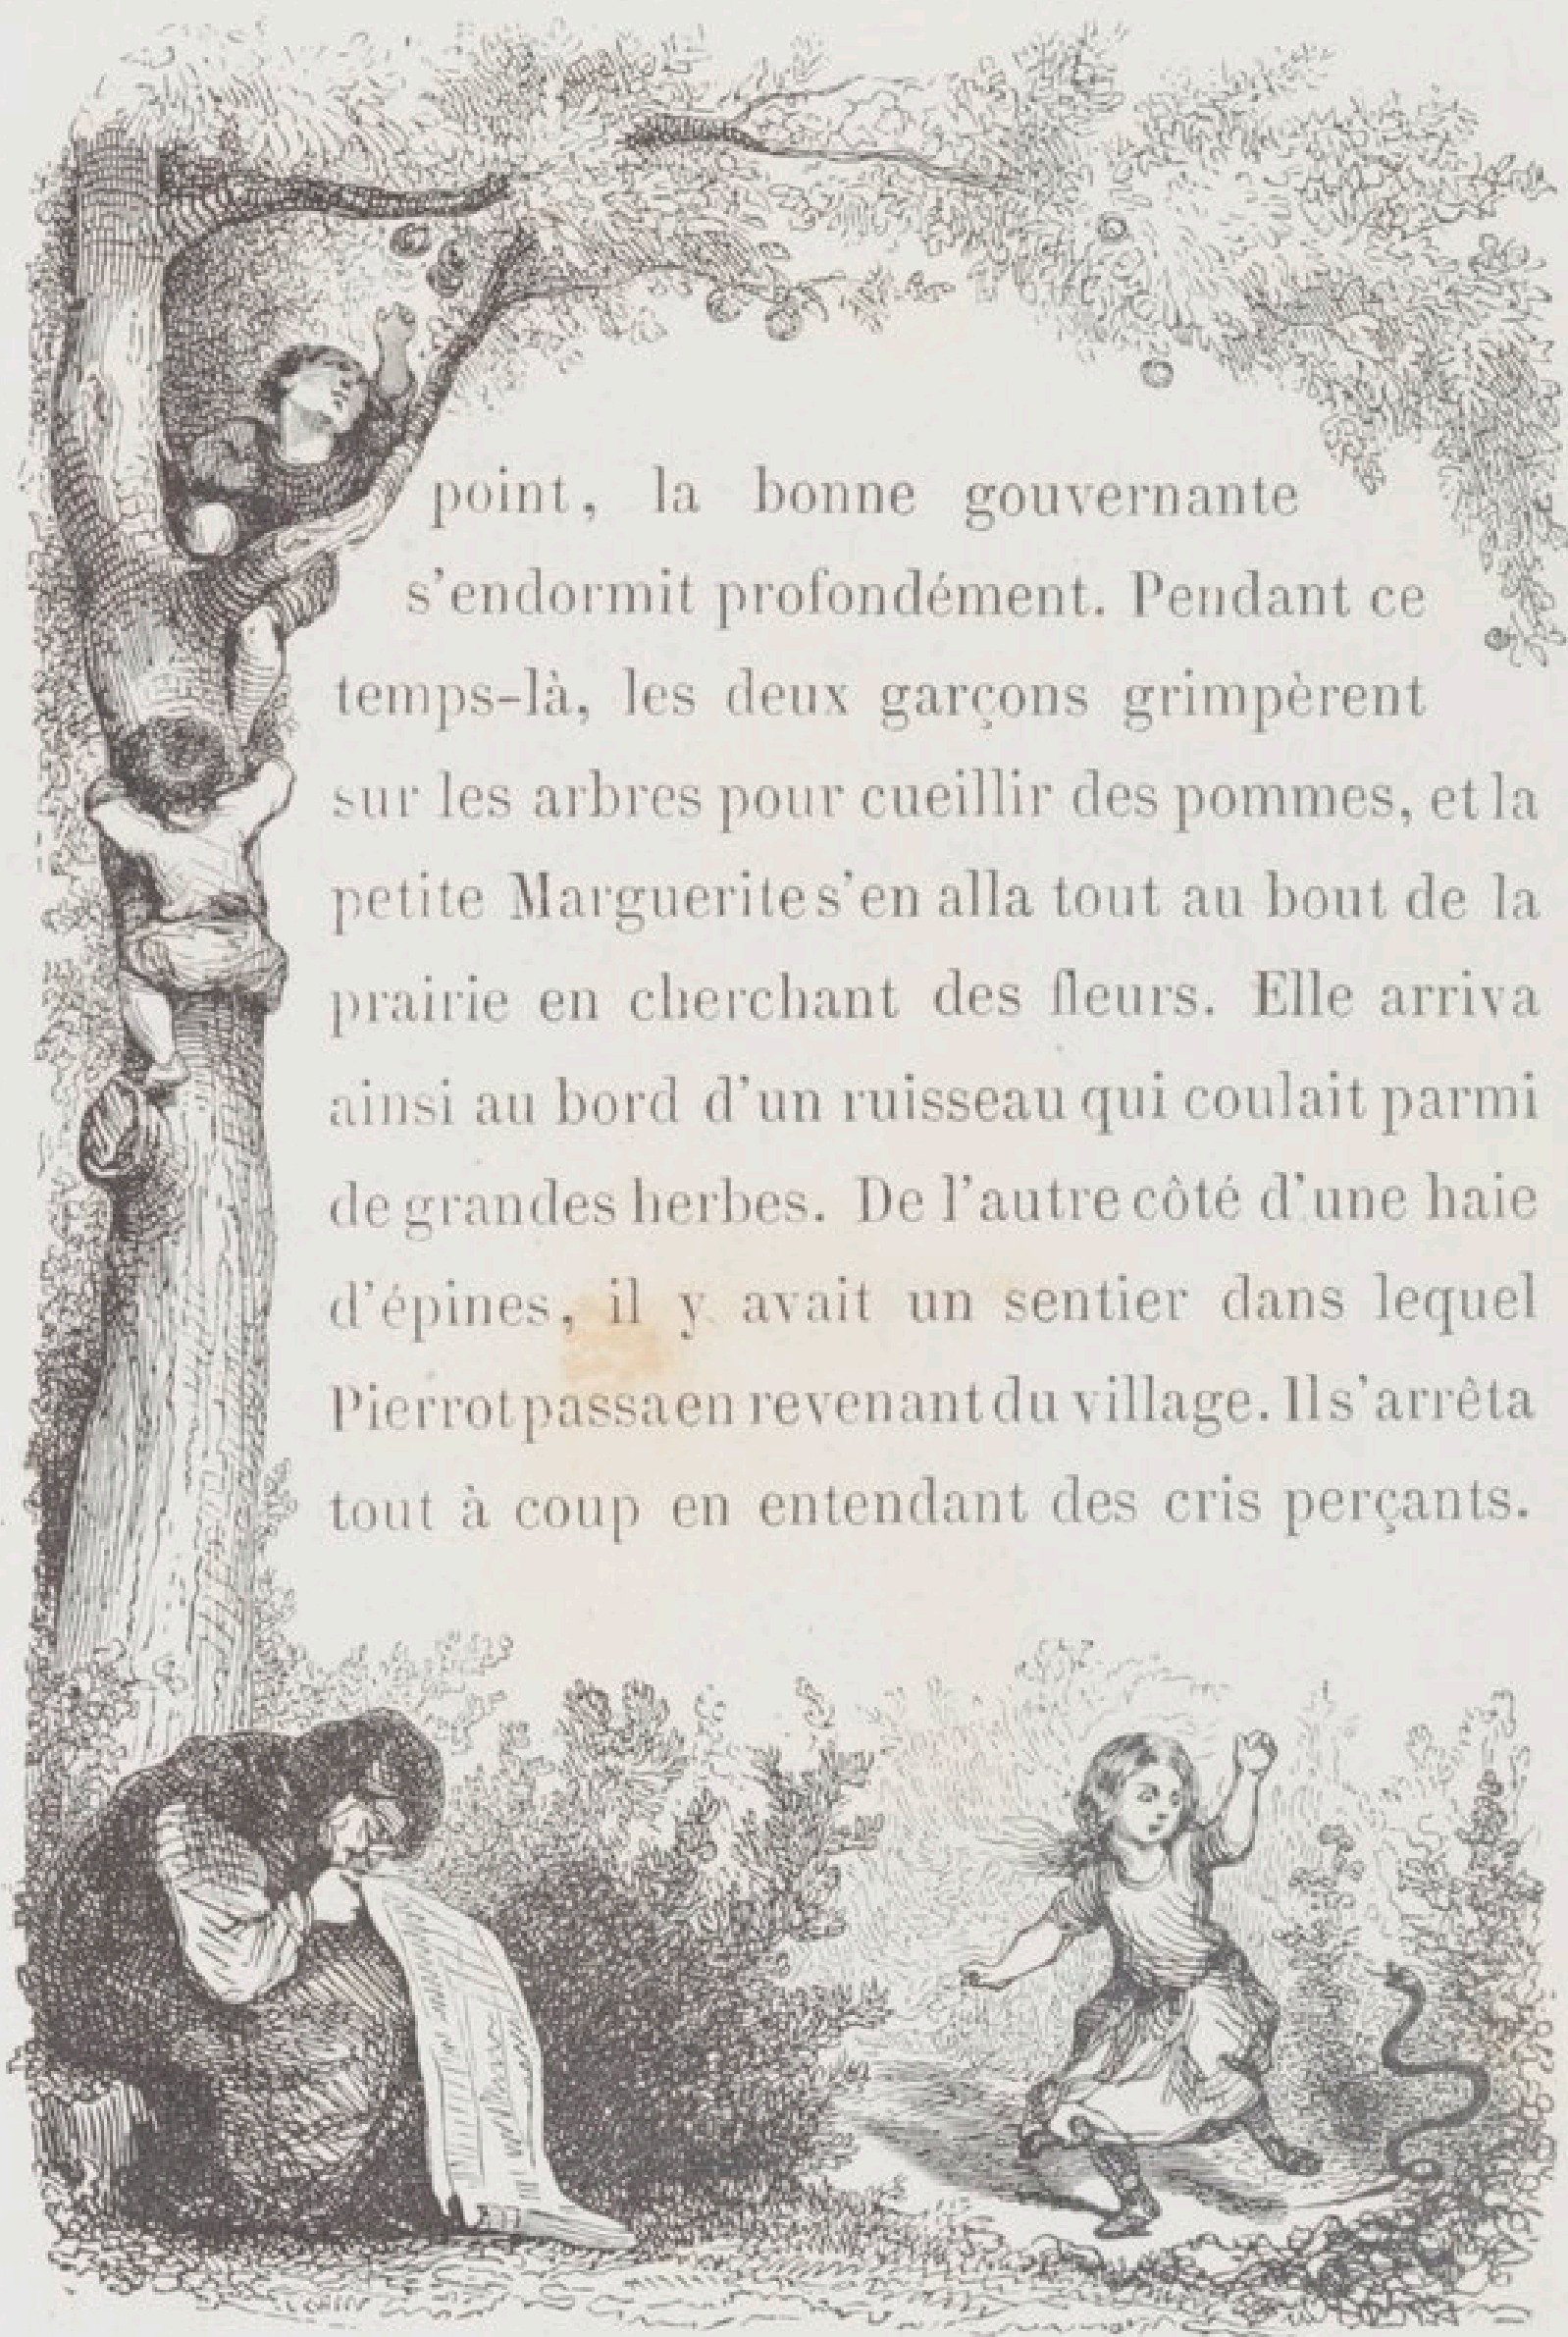 point, la bonne gouvernante
s'endormit profondément. Pendant ce
temps-là, les deux garçons grimpèrent
sur les arbres pour cueillir des pommes, et la
petite Marguerite s'en alla tout au bout de la
prairie en cherchant des fleurs. Elle arriva
ainsi au bord d'un ruisseau qui coulait parmi
de grandes herbes. De l'autre côté d'une haie
d'épines, il y avait un sentier dans lequel
Pierrot passa en revenant du village. Il s'arrêta
tout à coup en entendant des cris perçants.